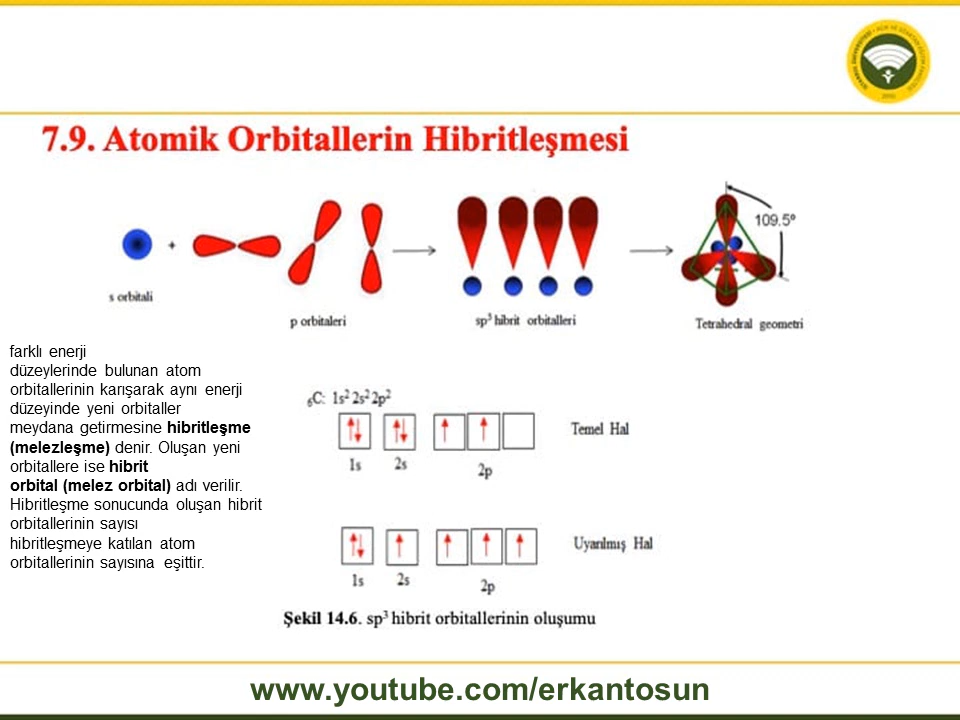 7.9. Atomik Orbitallerin Hibritleşmesi
109.5°
+
s orbitali
p orbitaleri
sp³ hibrit orbitalleri
Tetrahedral geometri
farklı enerji
düzeylerinde bulunan atom
orbitallerinin karışarak aynı enerji
düzeyinde yeni orbitaller
meydana getirmesine hibritleşme
(melezleşme) denir. Oluşan yeni
orbitallere ise hibrit
orbital (melez orbital) adı verilir.
Hibritleşme sonucunda oluşan hibrit
orbitallerinin sayısı
hibritleşmeye katılan atom
orbitallerinin sayısına eşittir.
₆C: 1s² 2s² 2p²
Temel Hal
1s 2s 2p
Uyarılmış Hal
1s 2s 2p
Şekil 14.6. sp³ hibrit orbitallerinin oluşumu
www.youtube.com/erkantosun